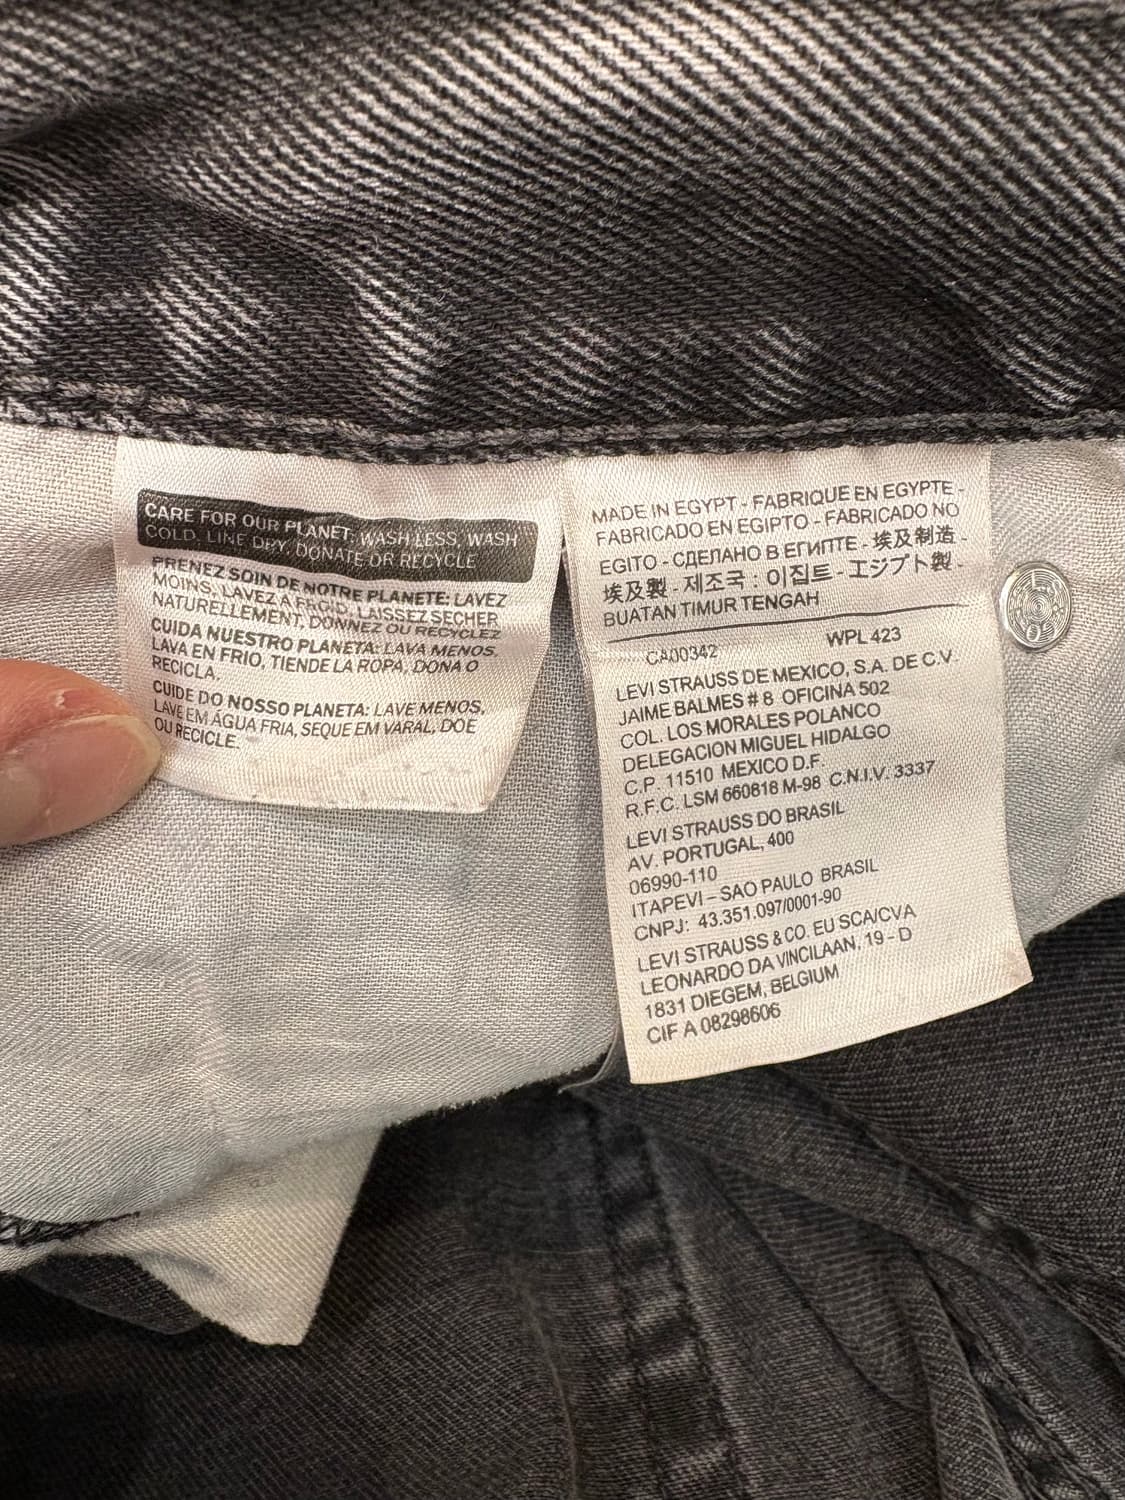 CARE FOR OUR PLANET: WASH LESS, WASH
COLD, LINE DRY, DONATE OR RECYCLE
PRENEZ SOIN DE NOTRE PLANETE: LAVEZ
MOINS, LAVEZ A FROID, LAISSEZ SECHER
NATURELLEMENT, DONNEZ OU RECYCLEZ
CUIDA NUESTRO PLANETA: LAVA MENOS,
LAVA EN FRIO, TIENDE LA ROPA, DONA O
RECICLA.
CUIDE DO NOSSO PLANETA: LAVE MENOS,
LAVE EM ÁGUA FRIA, SEQUE EM VARAL, DOE
OU RECICLE.
MADE IN EGYPT - FABRIQUE EN EGYPTE -
FABRICADO EN EGIPTO - FABRICADO NO
EGITO - СДЕЛАНО В ЕГИПТЕ - 埃及制造 -
埃及製 - 제조국 : 이집트 - エジプト製 -
BUATAN TIMUR TENGAH
CA00342 WPL 423
LEVI STRAUSS DE MEXICO, S.A. DE C.V.
JAIME BALMES # 8 OFICINA 502
COL. LOS MORALES POLANCO
DELEGACION MIGUEL HIDALGO
C.P. 11510 MEXICO D.F.
R.F.C. LSM 660818 M-98 C.N.I.V. 3337
LEVI STRAUSS DO BRASIL
AV. PORTUGAL, 400
06990-110
ITAPEVI – SAO PAULO BRASIL
CNPJ: 43.351.097/0001-90
LEVI STRAUSS & CO. EU SCA/CVA
LEONARDO DA VINCILAAN, 19 - D
1831 DIEGEM, BELGIUM
CIF A 08298606